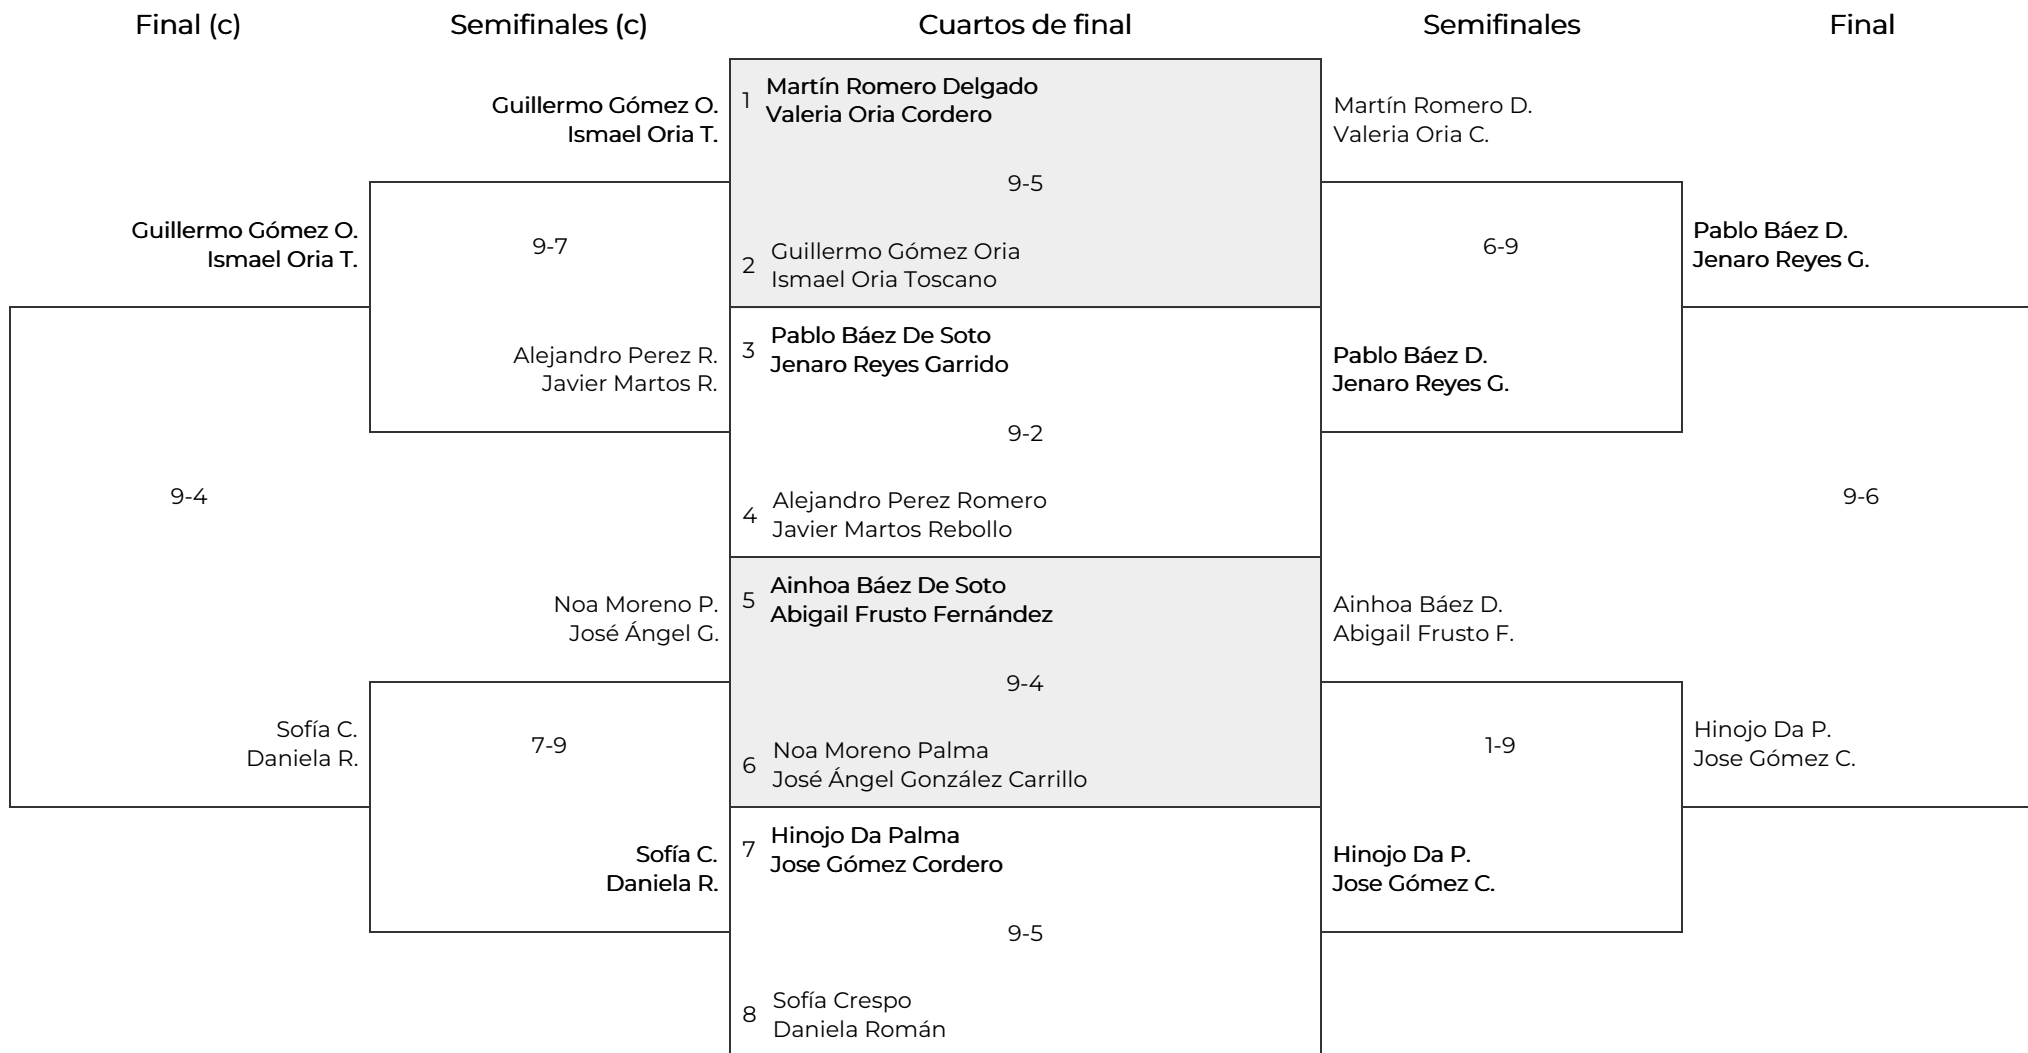 Final (c)
Semifinales (c)
Cuartos de final
Semifinales
Final
Guillermo Gómez O.
Ismael Oria T.
9-4
Sofía C.
Daniela R.
Guillermo Gómez O.
Ismael Oria T.
9-7
Alejandro Perez R.
Javier Martos R.
Noa Moreno P.
José Ángel G.
7-9
Sofía C.
Daniela R.
1
Martín Romero Delgado
Valeria Oria Cordero
9-5
2
Guillermo Gómez Oria
Ismael Oria Toscano
3
Pablo Báez De Soto
Jenaro Reyes Garrido
9-2
4
Alejandro Perez Romero
Javier Martos Rebollo
5
Ainhoa Báez De Soto
Abigail Frusto Fernández
9-4
6
Noa Moreno Palma
José Ángel González Carrillo
7
Hinojo Da Palma
Jose Gómez Cordero
9-5
8
Sofía Crespo
Daniela Román
Martín Romero D.
Valeria Oria C.
6-9
Pablo Báez D.
Jenaro Reyes G.
Ainhoa Báez D.
Abigail Frusto F.
1-9
Hinojo Da P.
Jose Gómez C.
Pablo Báez D.
Jenaro Reyes G.
9-6
Hinojo Da P.
Jose Gómez C.